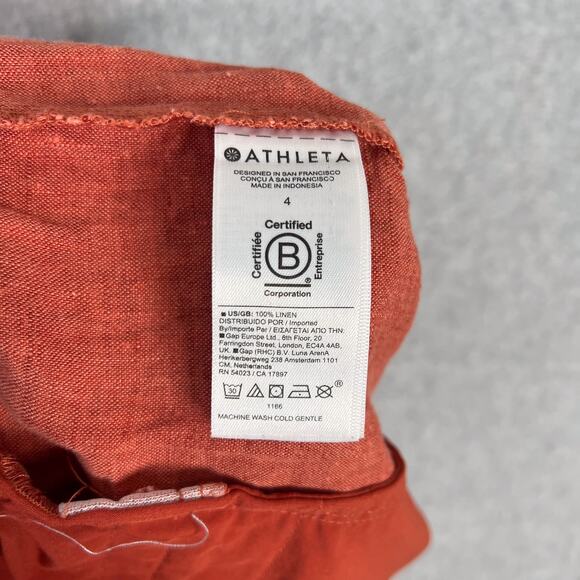 ATHLETA
DESIGNED IN SAN FRANCISCO
CONÇU À SAN FRANCISCO
MADE IN INDONESIA
4
Certified
Certifiée
B
Entreprise
®
Corporation
US/GB: 100% LINEN
DISTRIBUIDO POR / Imported
By/Importe Par / ΕΙΣΑΓΕΤΑΙ ΑΠΟ ΤΗΝ:
Gap Europe Ltd., 6th Floor, 20
Farringdon Street, London, EC4A 4AB,
UK. Gap (RHC) B.V. Luna ArenA
Herikerbergweg 238 Amsterdam 1101
CM, Netherlands
RN 54023 / CA 17897
30 ®
1166
MACHINE WASH COLD GENTLE